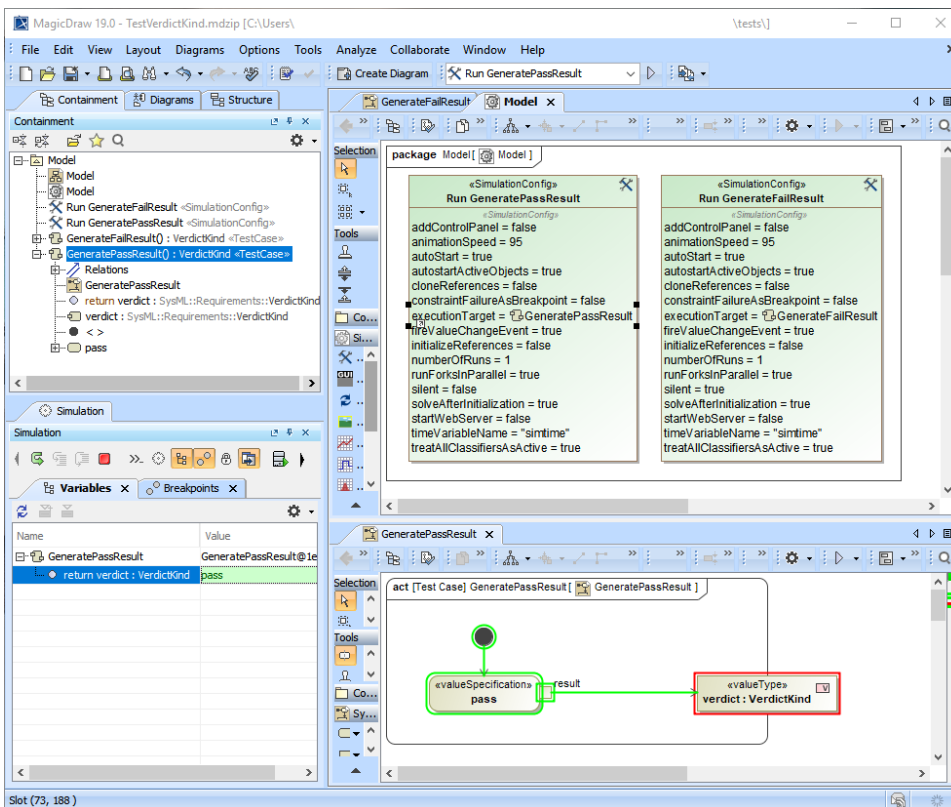 MagicDraw 19.0 - TestVerdictKind.mdzip [C:\Users\ \tests\]
File Edit View Layout Diagrams Options Tools Analyze Collaborate Window Help
Create Diagram Run GeneratePassResult
Containment Diagrams Structure
Containment
Model
Model
Model
Run GenerateFailResult «SimulationConfig»
Run GeneratePassResult «SimulationConfig»
GenerateFailResult() : VerdictKind «TestCase»
GeneratePassResult() : VerdictKind «TestCase»
Relations
GeneratePassResult
return verdict : SysML::Requirements::VerdictKind
verdict : SysML::Requirements::VerdictKind
< >
pass
Simulation
Simulation
Variables Breakpoints
Name Value
GeneratePassResult GeneratePassResult@1e
return verdict : VerdictKind pass
GenerateFailResult Model
Selection
Tools
Co...
Si...
GUI
package Model[ Model ]
«SimulationConfig»
Run GeneratePassResult
«SimulationConfig»
addControlPanel = false
animationSpeed = 95
autoStart = true
autostartActiveObjects = true
cloneReferences = false
constraintFailureAsBreakpoint = false
executionTarget = GeneratePassResult
fireValueChangeEvent = true
initializeReferences = false
numberOfRuns = 1
runForksInParallel = true
silent = false
solveAfterInitialization = true
startWebServer = false
timeVariableName = "simtime"
treatAllClassifiersAsActive = true
«SimulationConfig»
Run GenerateFailResult
«SimulationConfig»
addControlPanel = false
animationSpeed = 95
autoStart = true
autostartActiveObjects = true
cloneReferences = false
constraintFailureAsBreakpoint = false
executionTarget = GenerateFailResult
fireValueChangeEvent = true
initializeReferences = false
numberOfRuns = 1
runForksInParallel = true
silent = true
solveAfterInitialization = true
startWebServer = false
timeVariableName = "simtime"
treatAllClassifiersAsActive = true
GeneratePassResult
Selection
Tools
Co...
Sy...
act [Test Case] GeneratePassResult[ GeneratePassResult ]
«valueSpecification»
pass
result
«valueType»
verdict : VerdictKind
V
Slot (73, 188 )